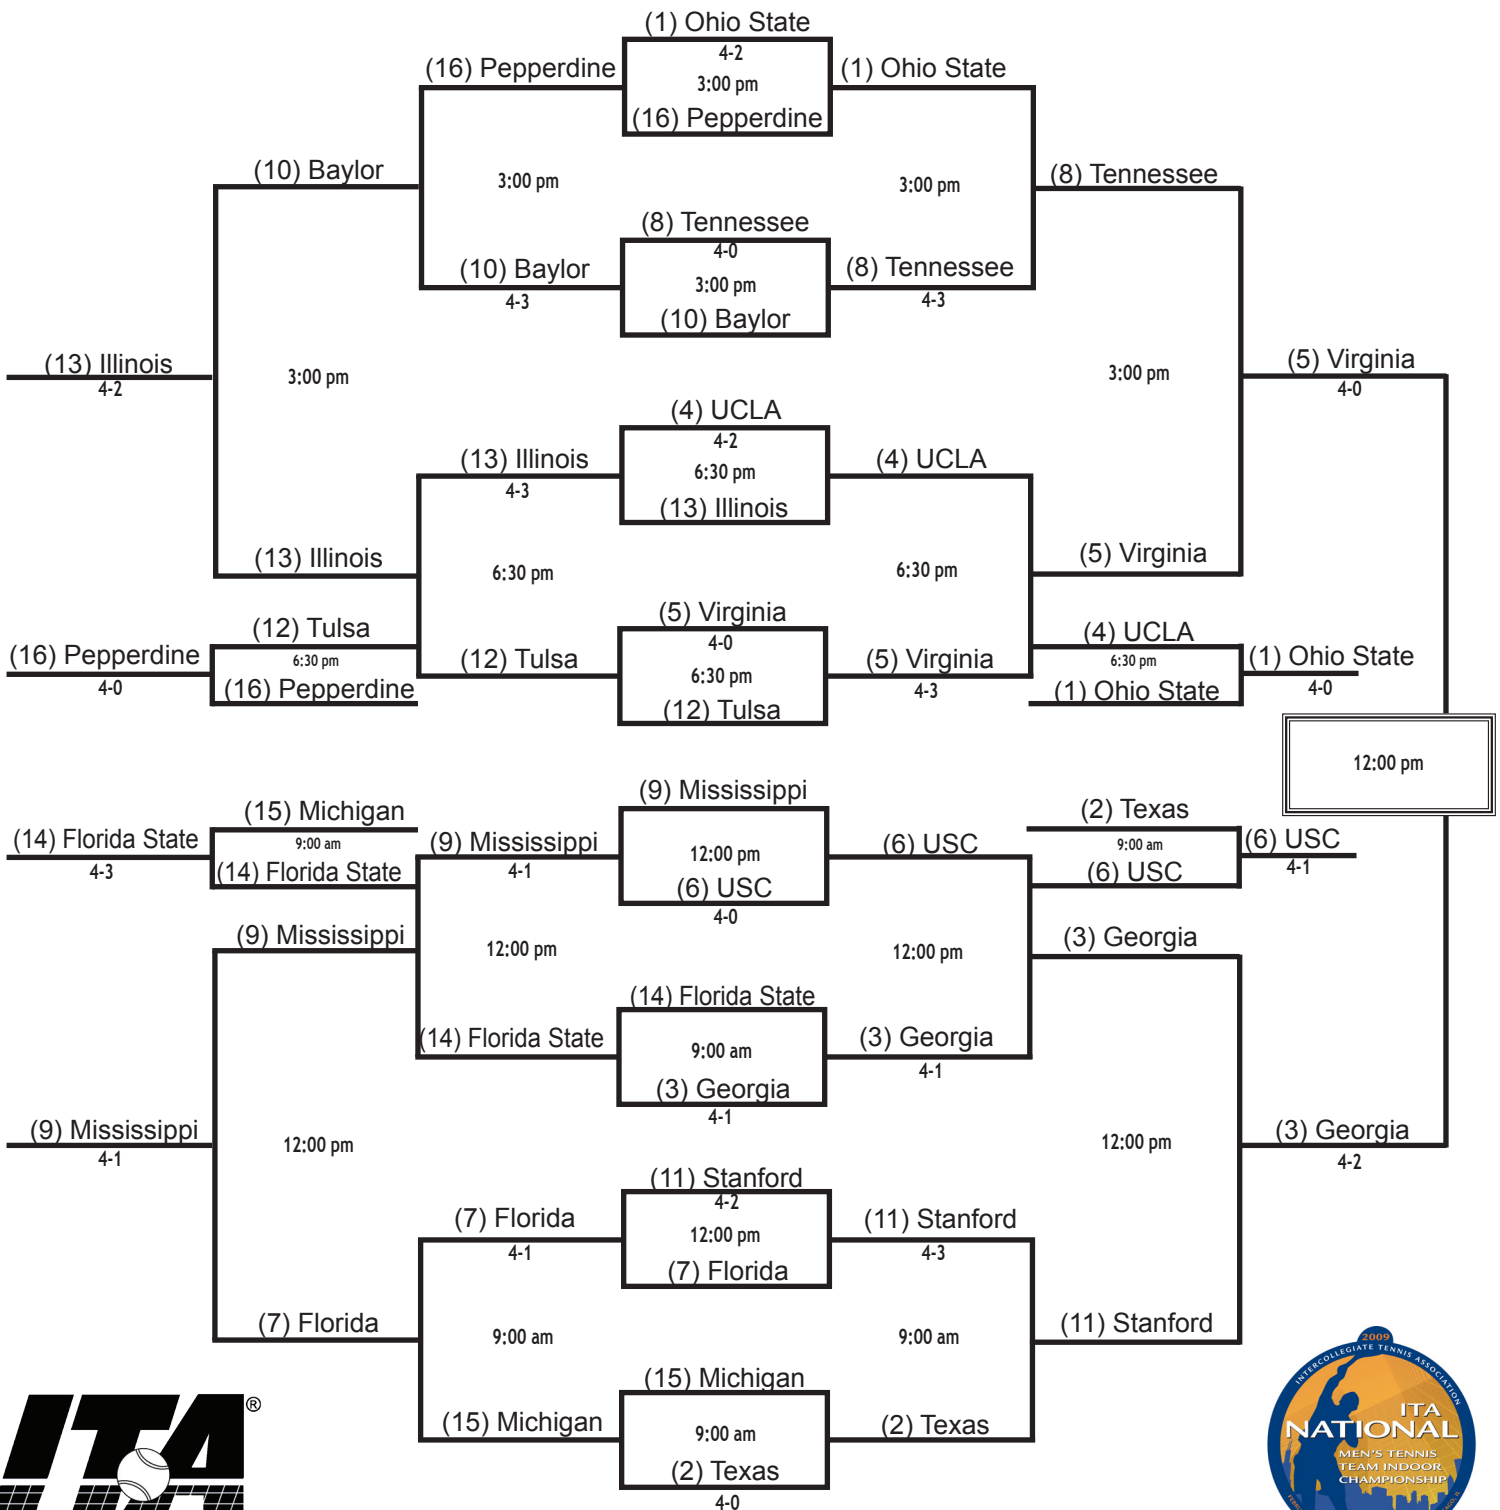 (1) Ohio State
4-2
(16) Pepperdine
(1) Ohio State
3:00 pm
(16) Pepperdine
(10) Baylor
3:00 pm
3:00 pm
(8) Tennessee
(8) Tennessee
4-0
(10) Baylor
(8) Tennessee
4-3
3:00 pm
4-3
(10) Baylor
(13) Illinois
4-2
3:00 pm
3:00 pm
(5) Virginia
4-0
(4) UCLA
4-2
(13) Illinois
(4) UCLA
4-3
6:30 pm
(13) Illinois
(13) Illinois
6:30 pm
6:30 pm
(5) Virginia
(5) Virginia
(12) Tulsa
4-0
(4) UCLA
(16) Pepperdine
6:30 pm
(12) Tulsa
(5) Virginia
6:30 pm
(1) Ohio State
4-0
(16) Pepperdine
6:30 pm
4-3
(1) Ohio State
4-0
(12) Tulsa
12:00 pm
(9) Mississippi
(15) Michigan
(2) Texas
(14) Florida State
9:00 am
(9) Mississippi
12:00 pm
(6) USC
9:00 am
(6) USC
4-3
(14) Florida State
4-1
(6) USC
(6) USC
4-1
4-0
(9) Mississippi
12:00 pm
12:00 pm
(3) Georgia
(14) Florida State
(14) Florida State
9:00 am
(3) Georgia
4-1
(3) Georgia
4-1
(9) Mississippi
4-1
12:00 pm
12:00 pm
(3) Georgia
4-2
(11) Stanford
4-2
(7) Florida
(11) Stanford
4-1
12:00 pm
4-3
(7) Florida
(7) Florida
9:00 am
9:00 am
(11) Stanford
(15) Michigan
(15) Michigan
9:00 am
(2) Texas
(2) Texas
4-0
ITA®
2009
INTERCOLLEGIATE TENNIS ASSOCIATION
ITA
NATIONAL
MEN'S TENNIS
TEAM INDOOR
CHAMPIONSHIP